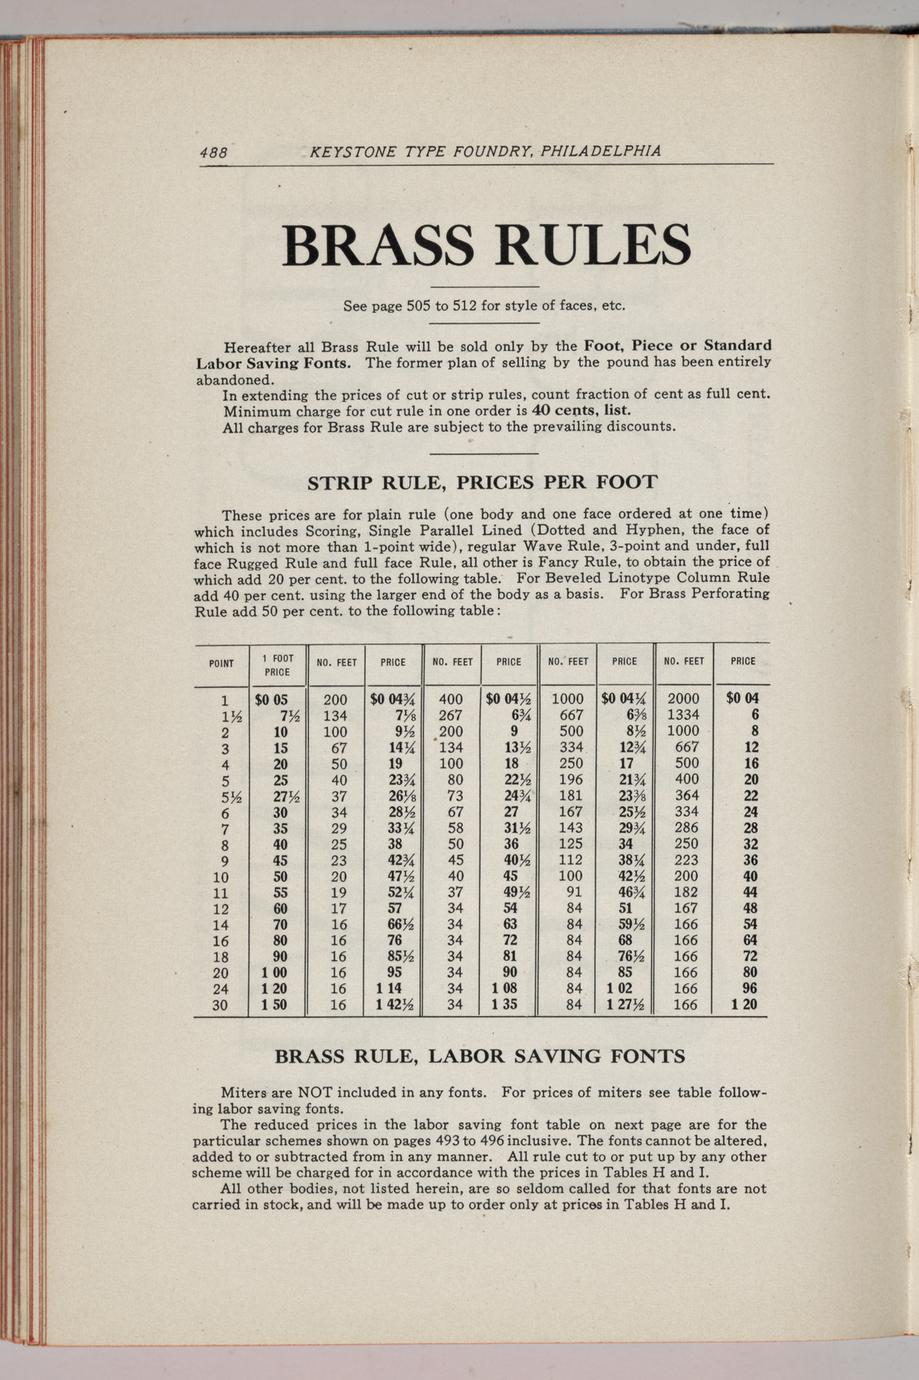 488 KEYSTONE TYPE FOUNDRY, PHILADELPHIA
BRASS RULES
See page 505 to 512 for style of faces, etc.
Hereafter all Brass Rule will be sold only by the Foot, Piece or Standard
Labor Saving Fonts. The former plan of selling by the pound has been entirely
abandoned.
In extending the prices of cut or strip rules, count fraction of cent as full cent.
Minimum charge for cut rule in one order is 40 cents, list.
All charges for Brass Rule are subject to the prevailing discounts.
STRIP RULE, PRICES PER FOOT
These prices are for plain rule (one body and one face ordered at one time)
which includes Scoring, Single Parallel Lined (Dotted and Hyphen, the face of
which is not more than 1-point wide), regular Wave Rule, 3-point and under, full
face Rugged Rule and full face Rule, all other is Fancy Rule, to obtain the price of
which add 20 per cent. to the following table. For Beveled Linotype Column Rule
add 40 per cent. using the larger end of the body as a basis. For Brass Perforating
Rule add 50 per cent. to the following table:
POINT 1 FOOT PRICE NO. FEET PRICE NO. FEET PRICE NO. FEET PRICE NO. FEET PRICE
1 $0 05 200 $0 04¾ 400 $0 04½ 1000 $0 04¼ 2000 $0 04
1½ 7½ 134 7⅛ 267 6¾ 667 6⅜ 1334 6
2 10 100 9½ 200 9 500 8½ 1000 8
3 15 67 14¼ 134 13½ 334 12¾ 667 12
4 20 50 19 100 18 250 17 500 16
5 25 40 23¾ 80 22½ 196 21¾ 400 20
5½ 27½ 37 26⅛ 73 24¾ 181 23⅜ 364 22
6 30 34 28½ 67 27 167 25½ 334 24
7 35 29 33¼ 58 31½ 143 29¾ 286 28
8 40 25 38 50 36 125 34 250 32
9 45 23 42¾ 45 40½ 112 38¼ 223 36
10 50 20 47½ 40 45 100 42½ 200 40
11 55 19 52¼ 37 49½ 91 46¾ 182 44
12 60 17 57 34 54 84 51 167 48
14 70 16 66½ 34 63 84 59½ 166 54
16 80 16 76 34 72 84 68 166 64
18 90 16 85½ 34 81 84 76½ 166 72
20 1 00 16 95 34 90 84 85 166 80
24 1 20 16 1 14 34 1 08 84 1 02 166 96
30 1 50 16 1 42½ 34 1 35 84 1 27½ 166 1 20
BRASS RULE, LABOR SAVING FONTS
Miters are NOT included in any fonts. For prices of miters see table follow-
ing labor saving fonts.
The reduced prices in the labor saving font table on next page are for the
particular schemes shown on pages 493 to 496 inclusive. The fonts cannot be altered,
added to or subtracted from in any manner. All rule cut to or put up by any other
scheme will be charged for in accordance with the prices in Tables H and I.
All other bodies, not listed herein, are so seldom called for that fonts are not
carried in stock, and will be made up to order only at prices in Tables H and I.